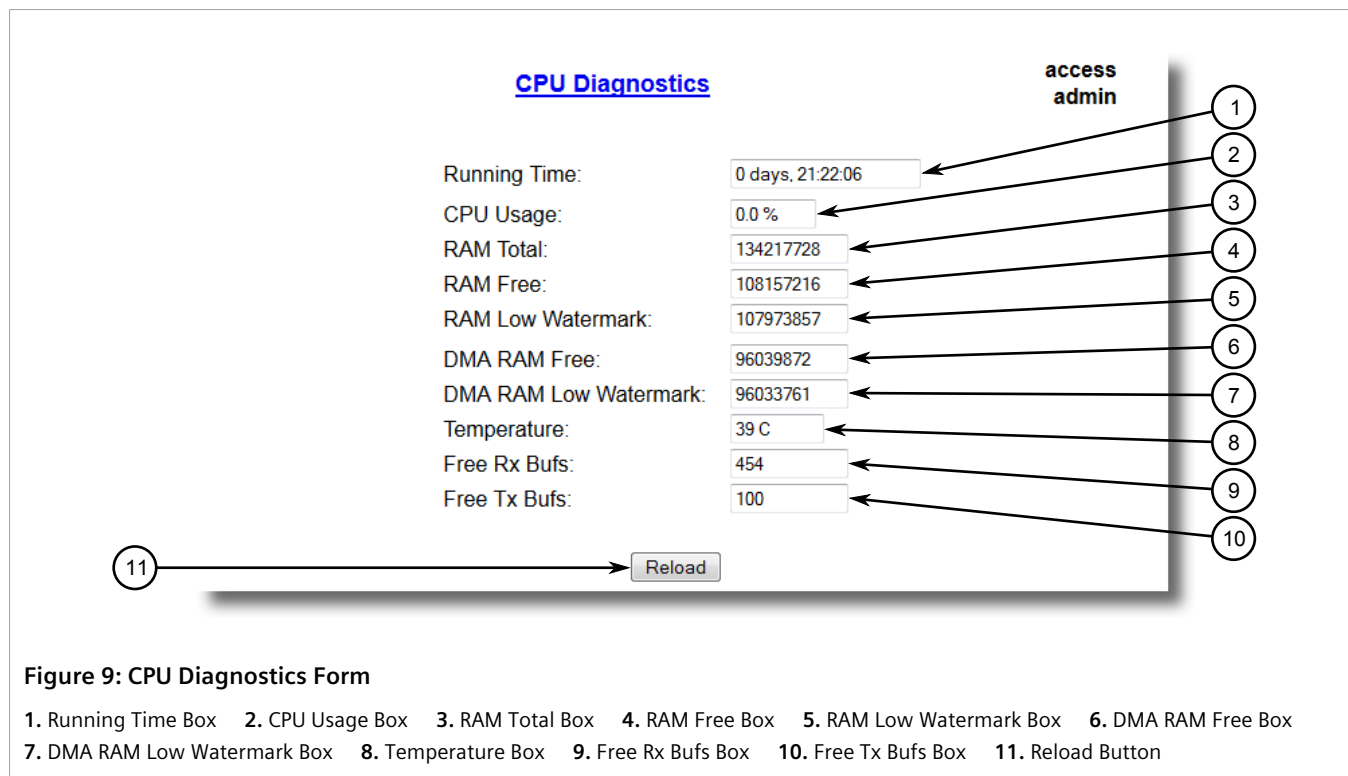 CPU Diagnostics
access
admin
Running Time: 0 days, 21:22:06
CPU Usage: 0.0 %
RAM Total: 134217728
RAM Free: 108157216
RAM Low Watermark: 107973857
DMA RAM Free: 96039872
DMA RAM Low Watermark: 96033761
Temperature: 39 C
Free Rx Bufs: 454
Free Tx Bufs: 100
Reload
1
2
3
4
5
6
7
8
9
10
11
Figure 9: CPU Diagnostics Form
1. Running Time Box 2. CPU Usage Box 3. RAM Total Box 4. RAM Free Box 5. RAM Low Watermark Box 6. DMA RAM Free Box
7. DMA RAM Low Watermark Box 8. Temperature Box 9. Free Rx Bufs Box 10. Free Tx Bufs Box 11. Reload Button